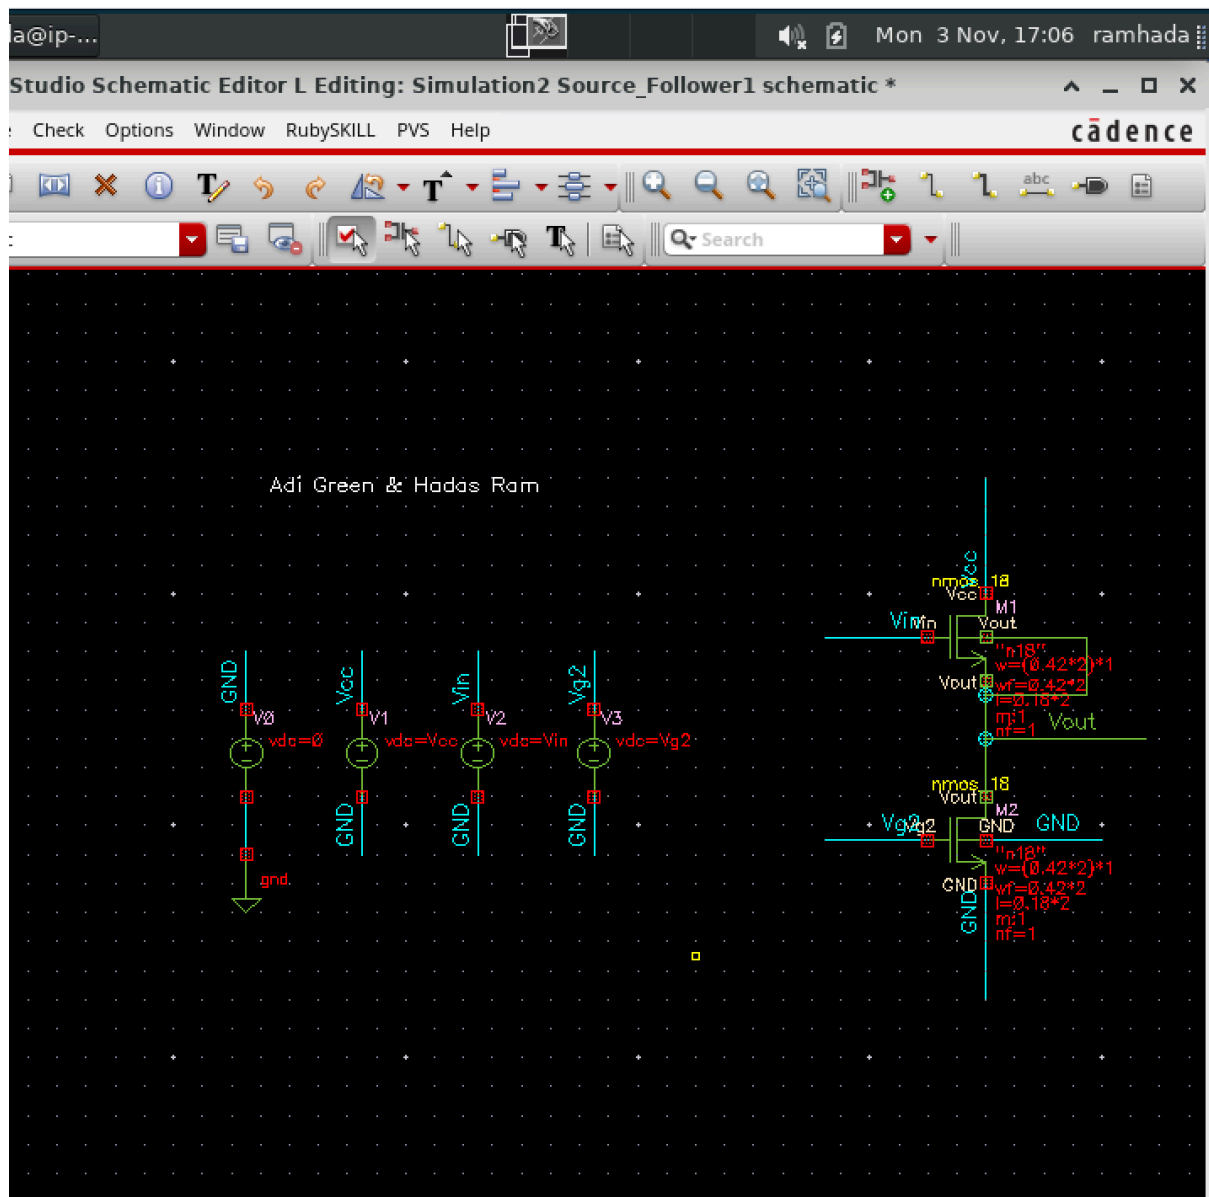 la@ip-...
Mon 3 Nov, 17:06 ramhada
Studio Schematic Editor L Editing: Simulation2 Source_Follower1 schematic *
Check Options Window RubySKILL PVS Help
cādence
abc
Search
Adi Green & Hadas Ram
Vcc
nmos_18
Vcc
M1
Vin
Vin
Vout
"n18"
w=(0.42*2)*1
Vout
wf=0.42*2
l=0.18*2
m:1
nf=1
Vout
GND
Vcc
Vin
Vg2
V0
V1
V2
V3
vdc=0
vdc=Vcc
vdc=Vin
vdc=Vg2
GND
GND
GND
gnd
nmos_18
Vout
M2
Vg2
Vg2
GND
GND
"n18"
w=(0.42*2)*1
GND
wf=0.42*2
l=0.18*2
GND
m:1
nf=1